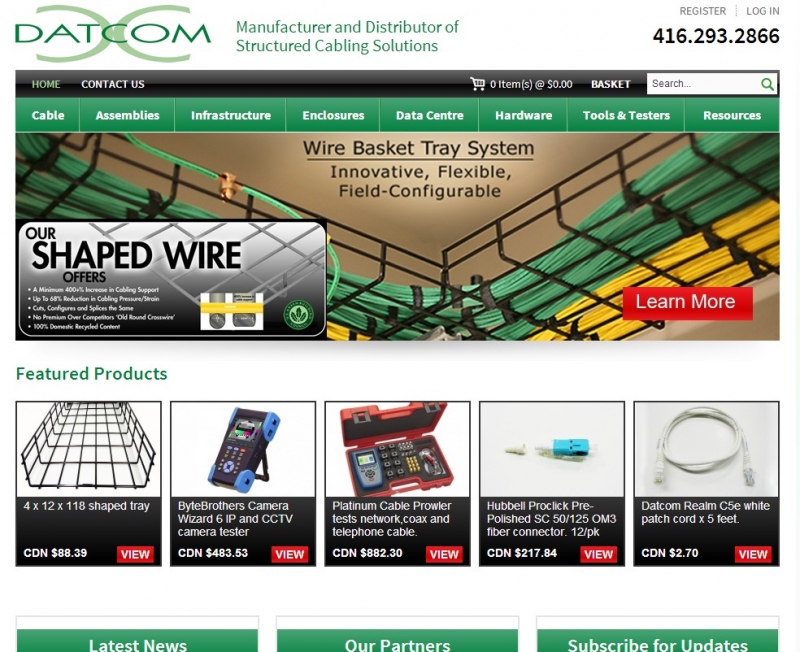 REGISTER LOG IN
DATCOM
Manufacturer and Distributor of
Structured Cabling Solutions
416.293.2866
HOME CONTACT US 0 Item(s) @ $0.00 BASKET Search...
Cable Assemblies Infrastructure Enclosures Data Centre Hardware Tools & Testers Resources
Wire Basket Tray System
Innovative, Flexible,
Field-Configurable
OUR
SHAPED WIRE
OFFERS
• A Minimum 400+% Increase in Cabling Support
• Up To 68% Reduction in Cabling Pressure/Strain
• Cuts, Configures and Splices the Same
• No Premium Over Competitors 'Old Round Crosswire'
• 100% Domestic Recycled Content
Learn More
Featured Products
4 x 12 x 118 shaped tray
CDN $88.39 VIEW
ByteBrothers Camera
Wizard 6 IP and CCTV
camera tester
CDN $483.53 VIEW
Platinum Cable Prowler
tests network,coax and
telephone cable.
CDN $882.30 VIEW
Hubbell Proclick Pre-
Polished SC 50/125 OM3
fiber connector. 12/pk
CDN $217.84 VIEW
Datcom Realm C5e white
patch cord x 5 feet.
CDN $2.70 VIEW
Latest News Our Partners Subscribe for Updates